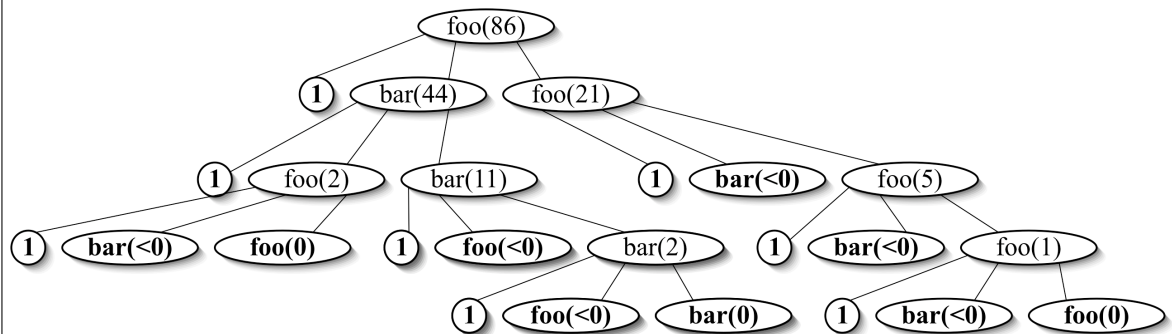 foo(86)
1 bar(44) foo(21)
1 foo(2) bar(11) 1 bar(<0) foo(5)
1 bar(<0) foo(0) 1 foo(<0) bar(2) 1 bar(<0) foo(1)
1 foo(<0) bar(0) 1 bar(<0) foo(0)